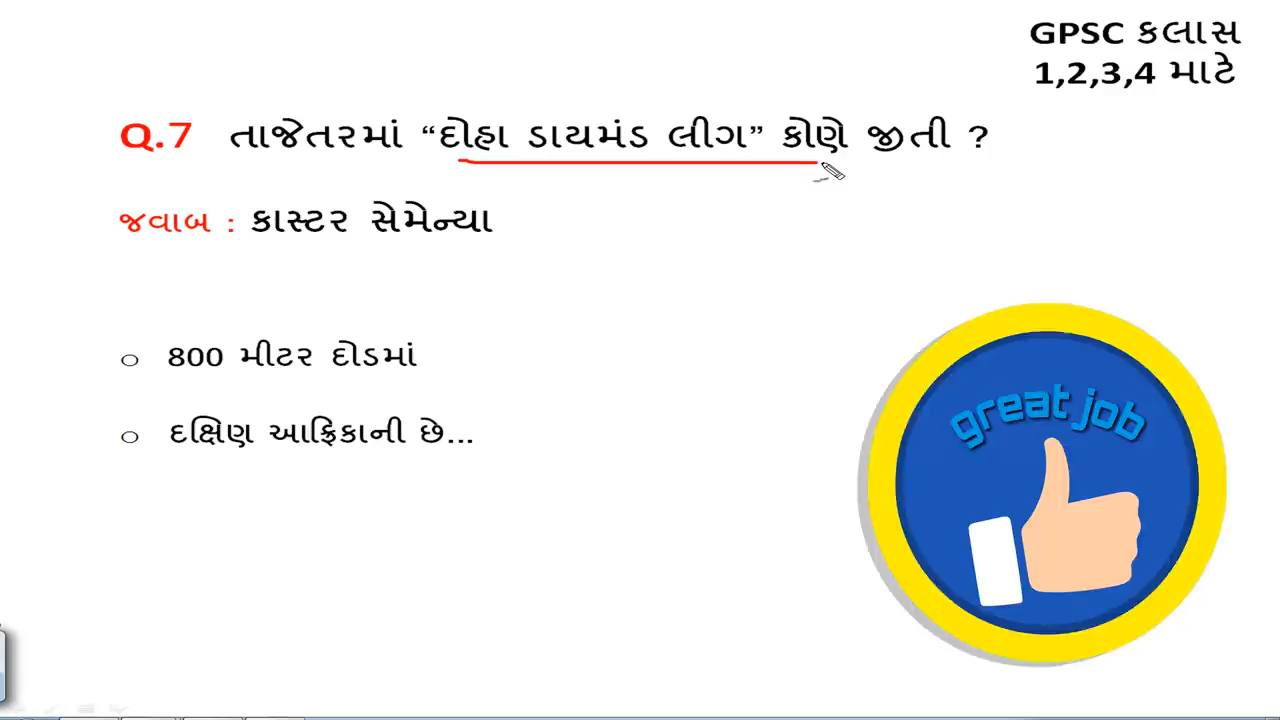 GPSC કલાસ
1,2,3,4 માટે
Q.7 તાજેતરમાં “દોહા ડાયમંડ લીગ” કોણે જીતી ?
જવાબ : કાસ્ટર સેમેન્યા
800 મીટર દોડમાં
દક્ષિણ આફ્રિકાની છે...
great job